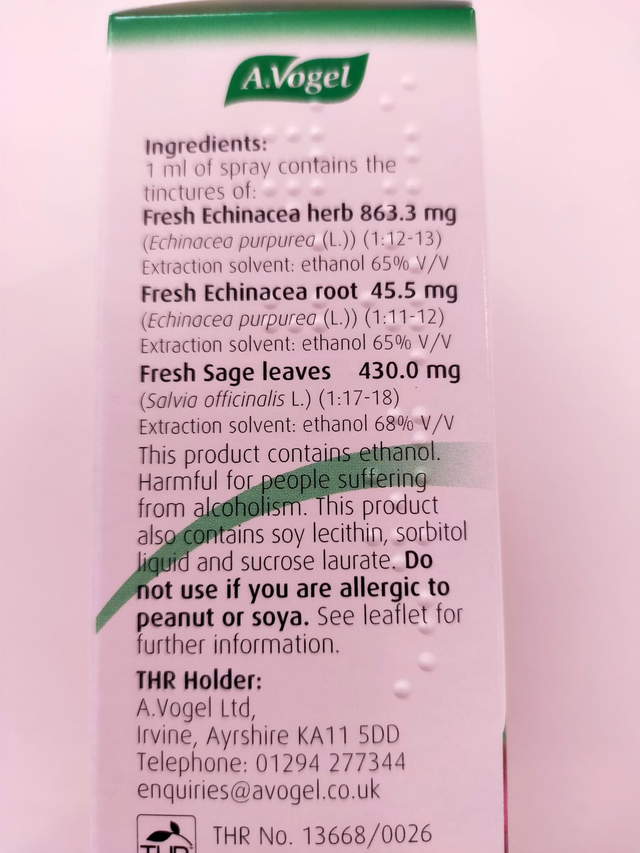 A.Vogel
Ingredients:
1 ml of spray contains the
tinctures of:
Fresh Echinacea herb 863.3 mg
(Echinacea purpurea (L.)) (1:12-13)
Extraction solvent: ethanol 65% V/V
Fresh Echinacea root 45.5 mg
(Echinacea purpurea (L.)) (1:11-12)
Extraction solvent: ethanol 65% V/V
Fresh Sage leaves 430.0 mg
(Salvia officinalis L.) (1:17-18)
Extraction solvent: ethanol 68% V/V
This product contains ethanol.
Harmful for people suffering
from alcoholism. This product
also contains soy lecithin, sorbitol
liquid and sucrose laurate. Do
not use if you are allergic to
peanut or soya. See leaflet for
further information.
THR Holder:
A.Vogel Ltd,
Irvine, Ayrshire KA11 5DD
Telephone: 01294 277344
enquiries@avogel.co.uk
THR THR No. 13668/0026